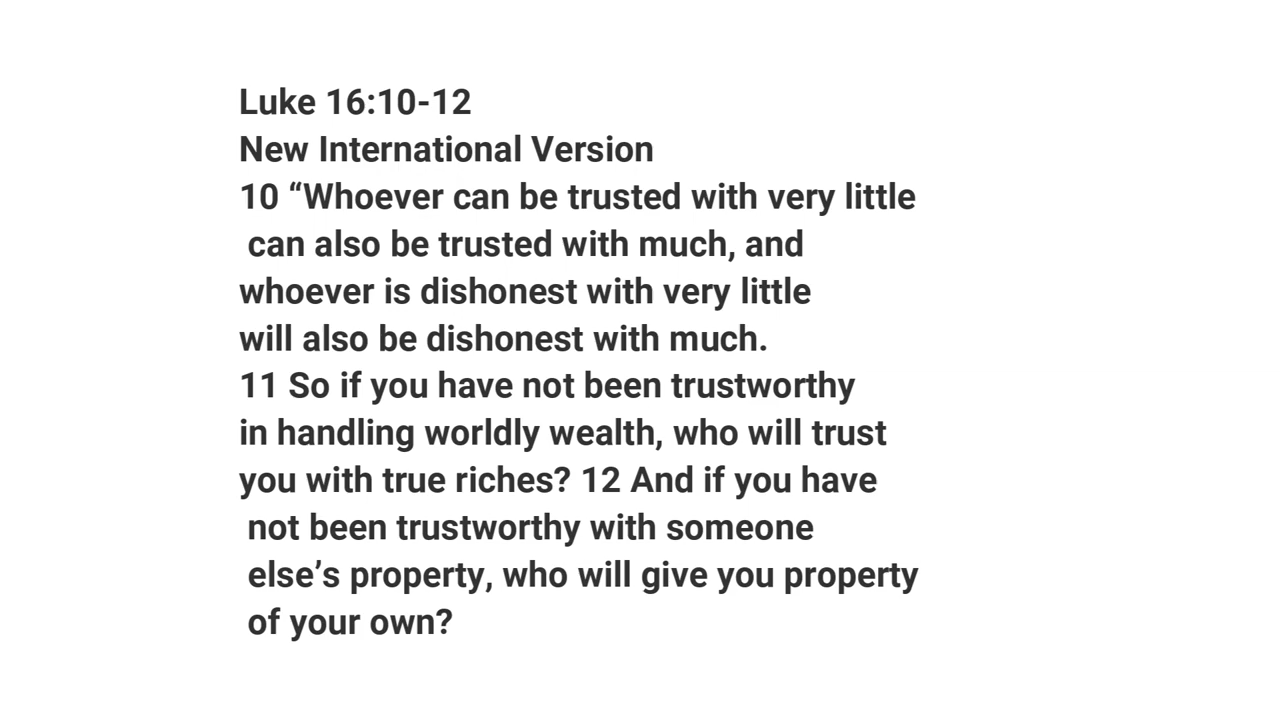 Luke 16:10-12
New International Version
10 “Whoever can be trusted with very little
can also be trusted with much, and
whoever is dishonest with very little
will also be dishonest with much.
11 So if you have not been trustworthy
in handling worldly wealth, who will trust
you with true riches? 12 And if you have
not been trustworthy with someone
else’s property, who will give you property
of your own?